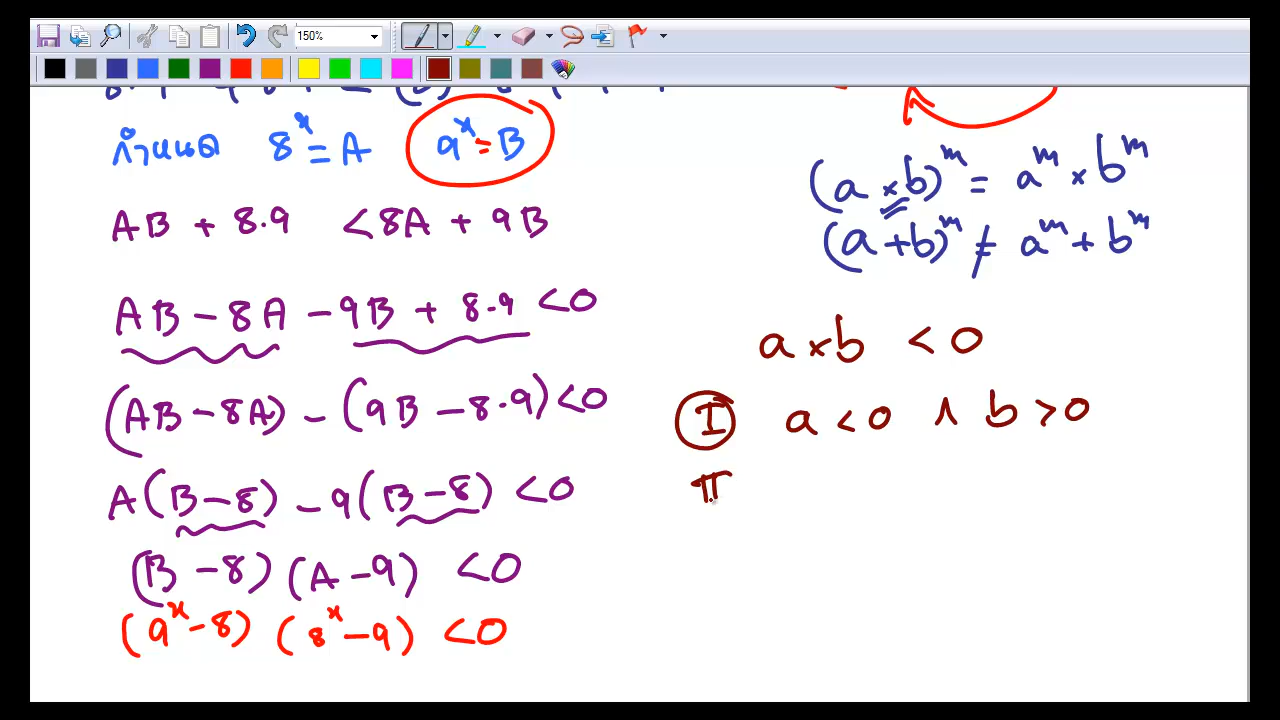 150%
กำหนด 8^x = A 9^x = B
AB + 8.9 < 8A + 9B
AB - 8A - 9B + 8.9 < 0
(AB - 8A) - (9B - 8.9) < 0
A(B - 8) - 9(B - 8) < 0
(B - 8)(A - 9) < 0
(9^x - 8)(8^x - 9) < 0
(a × b)^m = a^m × b^m
(a + b)^m ≠ a^m + b^m
a × b < 0
I a < 0 ∧ b > 0
II